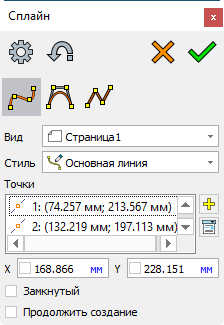 Сплайн
Вид Страница1
Стиль Основная линия
Точки
1: (74.257 мм; 213.567 мм)
2: (132.219 мм; 197.113 мм)
X 168.866 мм Y 228.151 мм
Замкнутый
Продолжить создание